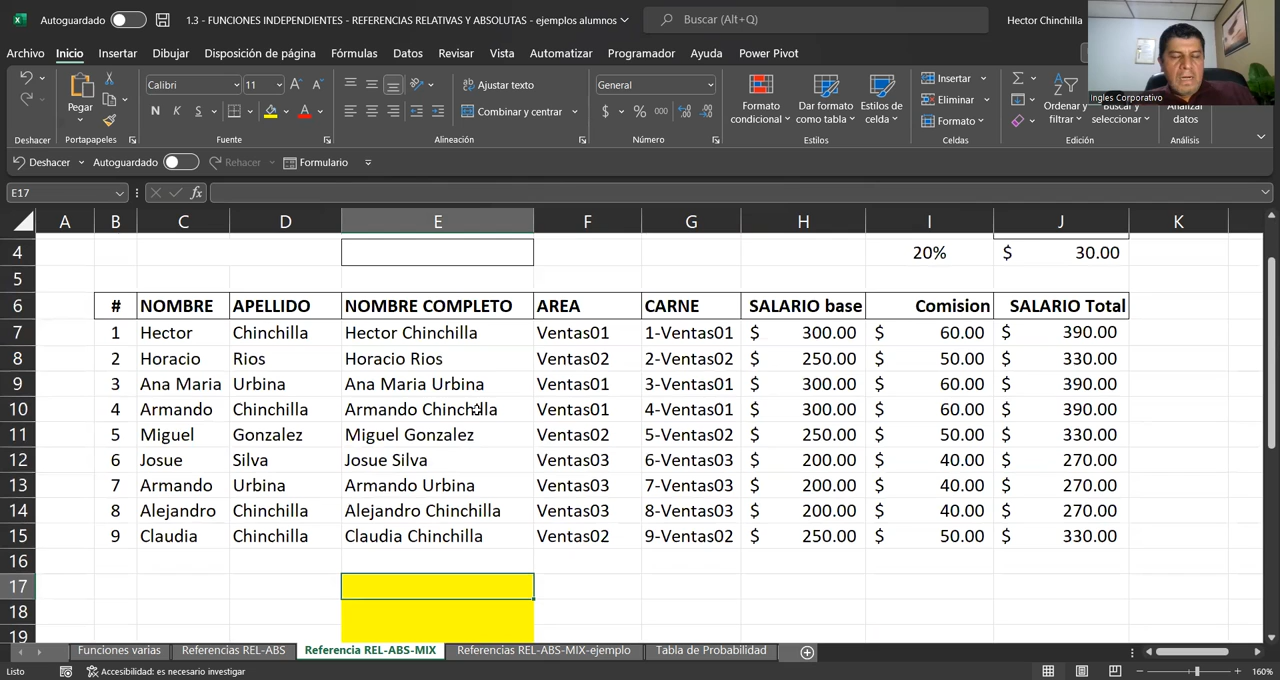 Autoguardado 1.3 - FUNCIONES INDEPENDIENTES - REFERENCIAS RELATIVAS Y ABSOLUTAS - ejemplos alumnos Buscar (Alt+Q) Hector Chinchilla
Archivo Inicio Insertar Dibujar Disposición de página Fórmulas Datos Revisar Vista Automatizar Programador Ayuda Power Pivot
Ingles Corporativo
Calibri 11 Ajustar texto General Insertar
Pegar N K S Combinar y centrar $ % 000 Formato condicional Dar formato como tabla Estilos de celda Eliminar Ordenar y filtrar Buscar y seleccionar Analizar datos
Formato
Deshacer Portapapeles Fuente Alineación Número Estilos Celdas Edición Análisis
Deshacer Autoguardado Rehacer Formulario
E17 fx
A B C D E F G H I J K
4 20% $ 30.00
5
6 # NOMBRE APELLIDO NOMBRE COMPLETO AREA CARNE SALARIO base Comision SALARIO Total
7 1 Hector Chinchilla Hector Chinchilla Ventas01 1-Ventas01 $ 300.00 $ 60.00 $ 390.00
8 2 Horacio Rios Horacio Rios Ventas02 2-Ventas02 $ 250.00 $ 50.00 $ 330.00
9 3 Ana Maria Urbina Ana Maria Urbina Ventas01 3-Ventas01 $ 300.00 $ 60.00 $ 390.00
10 4 Armando Chinchilla Armando Chinchilla Ventas01 4-Ventas01 $ 300.00 $ 60.00 $ 390.00
11 5 Miguel Gonzalez Miguel Gonzalez Ventas02 5-Ventas02 $ 250.00 $ 50.00 $ 330.00
12 6 Josue Silva Josue Silva Ventas03 6-Ventas03 $ 200.00 $ 40.00 $ 270.00
13 7 Armando Urbina Armando Urbina Ventas03 7-Ventas03 $ 200.00 $ 40.00 $ 270.00
14 8 Alejandro Chinchilla Alejandro Chinchilla Ventas03 8-Ventas03 $ 200.00 $ 40.00 $ 270.00
15 9 Claudia Chinchilla Claudia Chinchilla Ventas02 9-Ventas02 $ 250.00 $ 50.00 $ 330.00
16
17
18
19
Funciones varias Referencias REL-ABS Referencia REL-ABS-MIX Referencias REL-ABS-MIX-ejemplo Tabla de Probabilidad
Listo Accesibilidad: es necesario investigar 160%